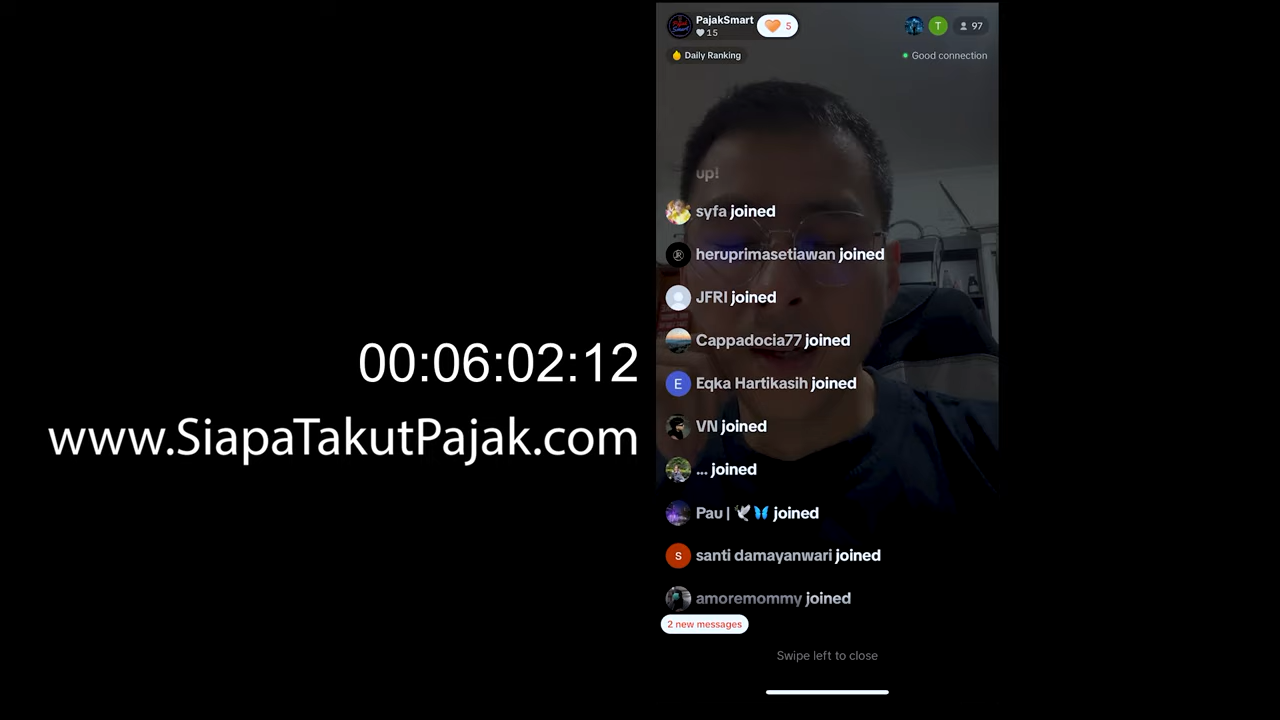 PajakSmart
15
5
T
97
Daily Ranking
Good connection
up!
syfa joined
heruprimasetiawan joined
JFRI joined
Cappadocia77 joined
E
Eqka Hartikasih joined
VN joined
... joined
Pau | 🕊🦋 joined
S
santi damayanwari joined
amoremommy joined
2 new messages
Swipe left to close
00:06:02:12
www.SiapaTakutPajak.com